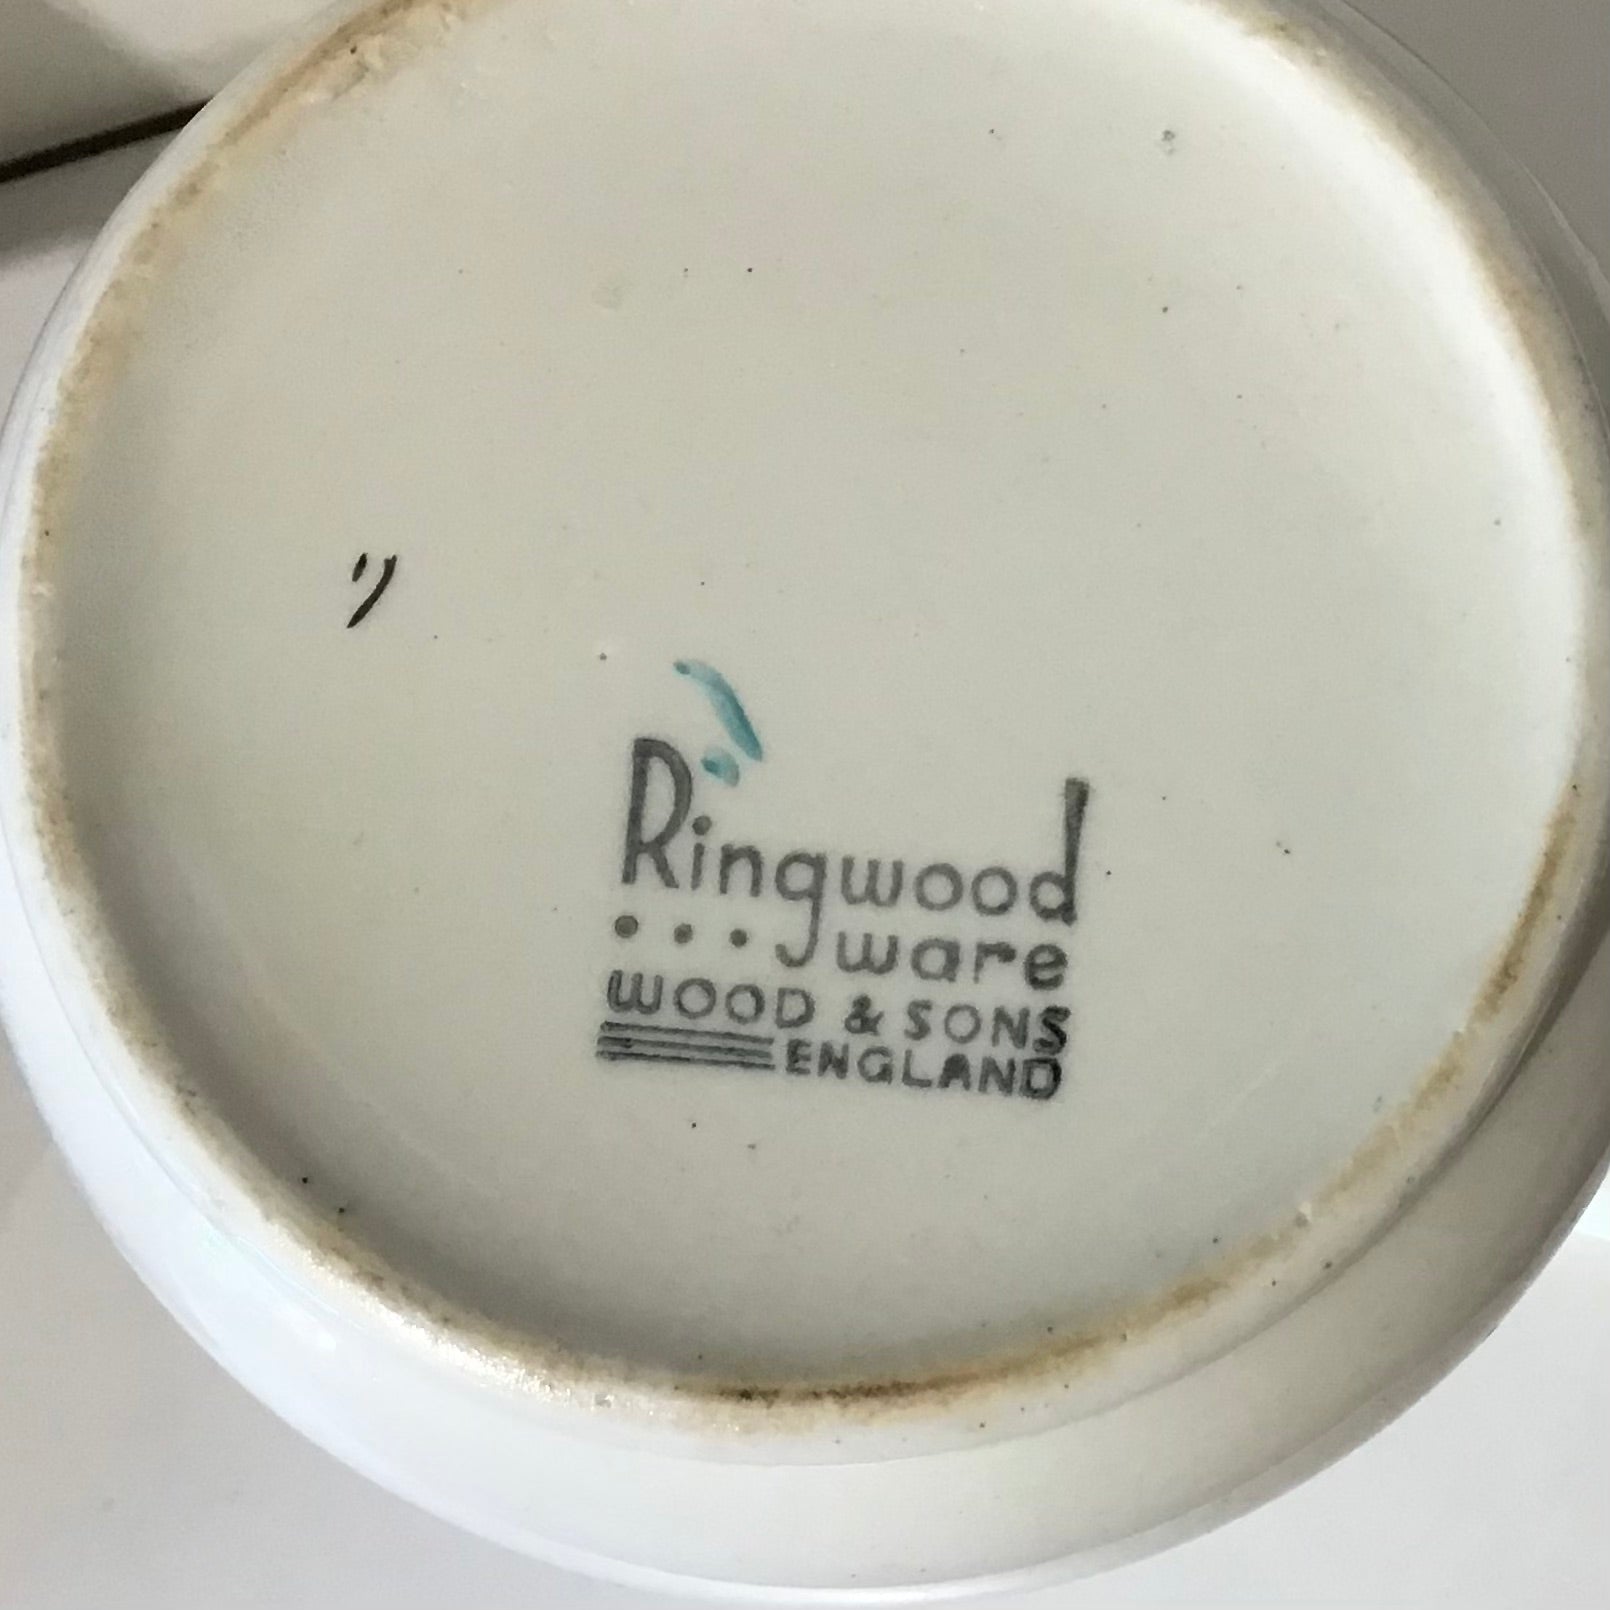 Ringwood
...ware
WOOD & SONS
ENGLAND